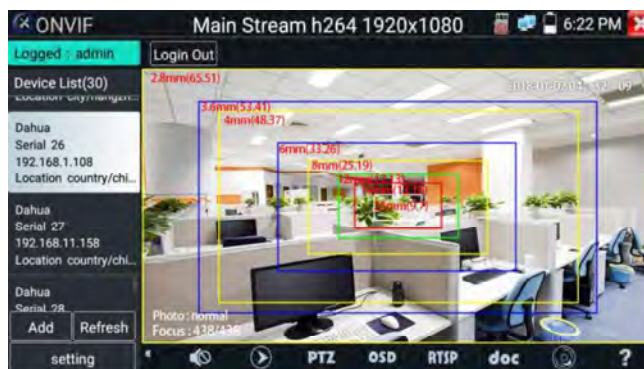 ONVIF
Main Stream h264 1920x1080
6:22 PM
Logged : admin
Login Out
Device List(30)
Dahua
Serial 26
192.168.1.108
Location country/chi...
Dahua
Serial 27
192.168.11.158
Location country/chi...
Dahua
Serial 28
Add
Refresh
setting
2.8mm(65.51)
3.6mm(53.41)
4mm(48.37)
6mm(33.26)
8mm(25.19)
Photo:normal
Focus:438/438
PTZ
OSD
RTSP
doc
?